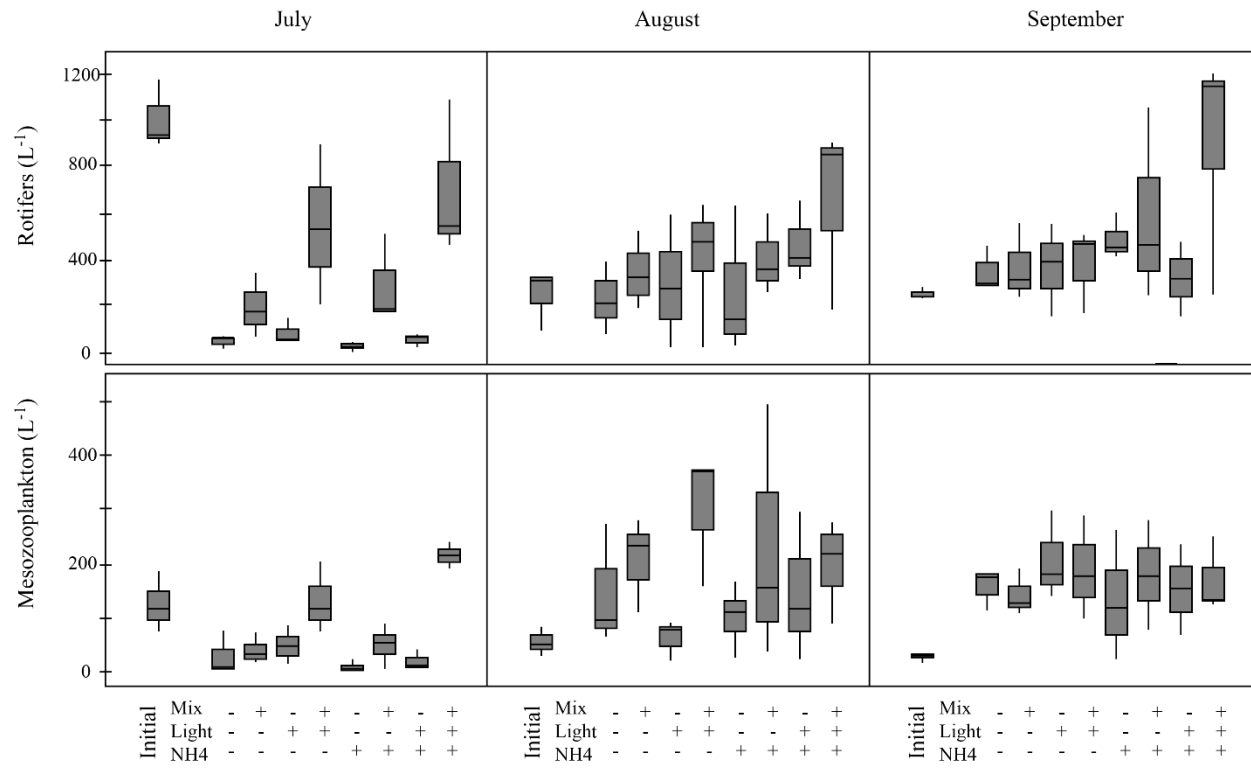 July August September
Rotifers (L⁻¹)
1200
800
400
0
Mesozooplankton (L⁻¹)
400
200
0
Initial Initial Initial
Mix - + - + - + - + Mix - + - + - + - + Mix - + - + - + - +
Light - - + + - - + + Light - - + + - - + + Light - - + + - - + +
NH4 - - - - + + + + NH4 - - - - + + + + NH4 - - - - + + + +